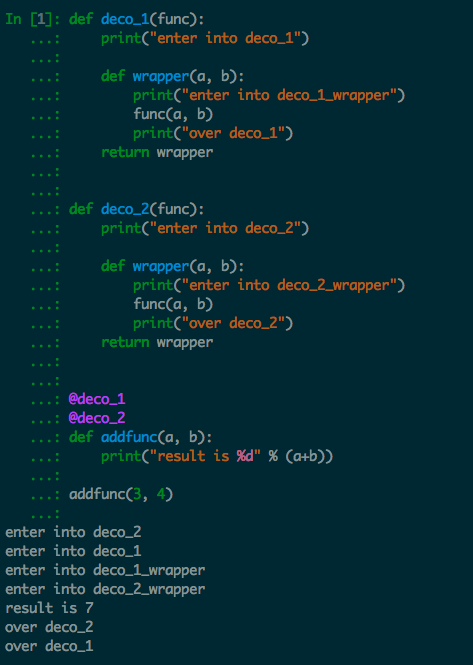 In [1]: def deco_1(func):
   ...:     print("enter into deco_1")
   ...:
   ...:     def wrapper(a, b):
   ...:         print("enter into deco_1_wrapper")
   ...:         func(a, b)
   ...:         print("over deco_1")
   ...:     return wrapper
   ...:
   ...:
   ...: def deco_2(func):
   ...:     print("enter into deco_2")
   ...:
   ...:     def wrapper(a, b):
   ...:         print("enter into deco_2_wrapper")
   ...:         func(a, b)
   ...:         print("over deco_2")
   ...:     return wrapper
   ...:
   ...:
   ...: @deco_1
   ...: @deco_2
   ...: def addfunc(a, b):
   ...:     print("result is %d" % (a+b))
   ...:
   ...: addfunc(3, 4)
   ...:
enter into deco_2
enter into deco_1
enter into deco_1_wrapper
enter into deco_2_wrapper
result is 7
over deco_2
over deco_1